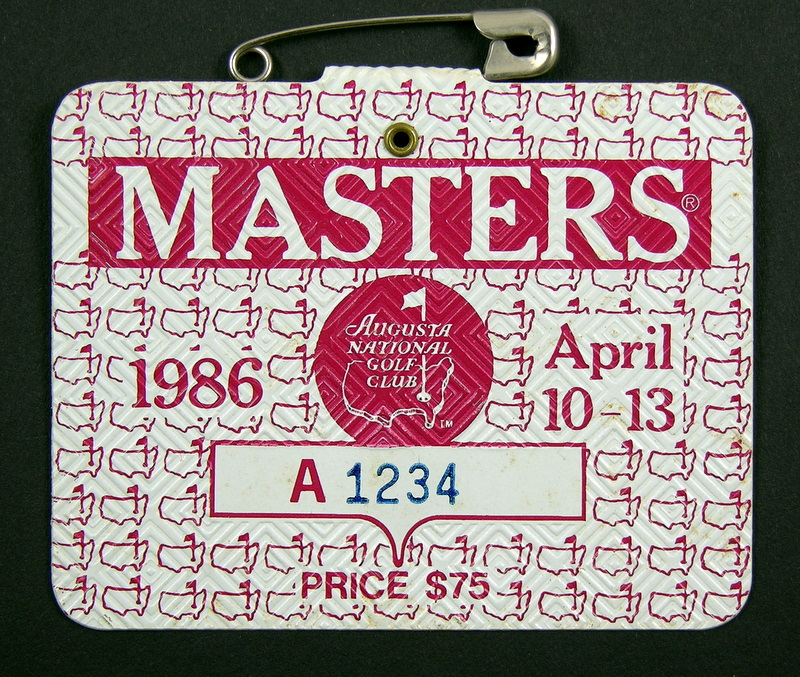 MASTERS®
1986
AUGUSTA
NATIONAL
GOLF
CLUB
TM
April
10-13
A 1234
PRICE $75